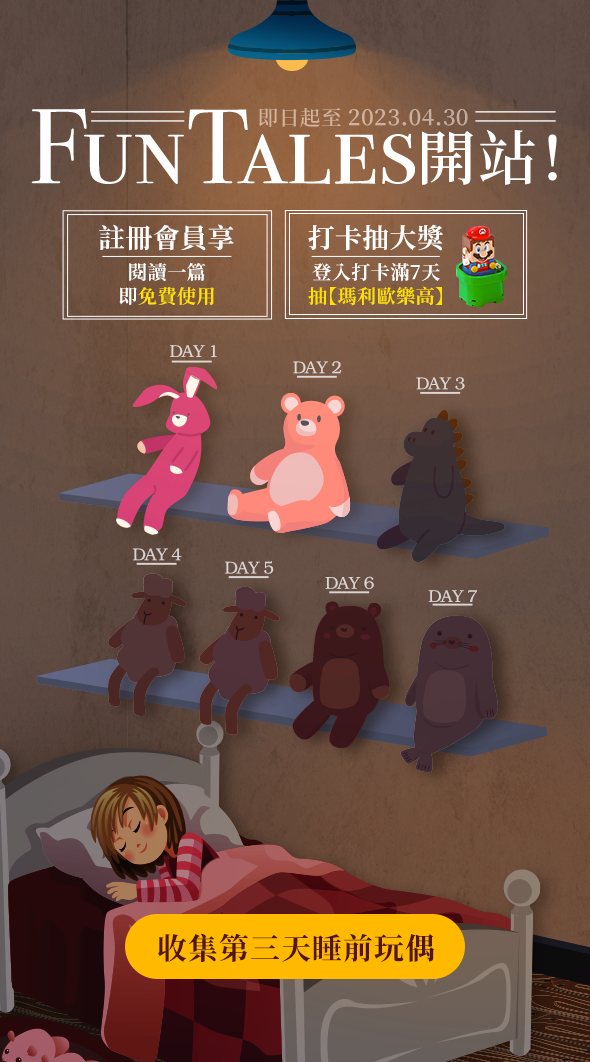 即日起至 2023.04.30
FUNTALES開站!
註冊會員享
閱讀一篇
即免費使用
打卡抽大獎
登入打卡滿7天
抽【瑪利歐樂高】
DAY 1
DAY 2
DAY 3
DAY 4
DAY 5
DAY 6
DAY 7
收集第三天睡前玩偶